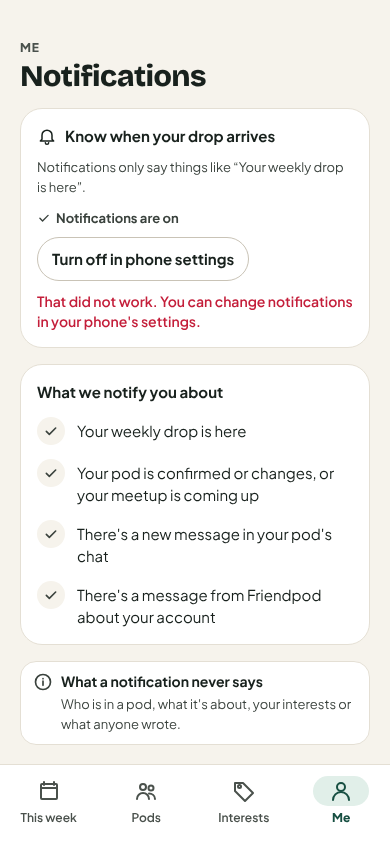 ME
Notifications
Know when your drop arrives
Notifications only say things like “Your weekly drop
is here”.
Notifications are on
Turn off in phone settings
That did not work. You can change notifications
in your phone's settings.
What we notify you about
Your weekly drop is here
Your pod is confirmed or changes, or
your meetup is coming up
There's a new message in your pod's
chat
There's a message from Friendpod
about your account
What a notification never says
Who is in a pod, what it's about, your interests or
what anyone wrote.
This week
Pods
Interests
Me